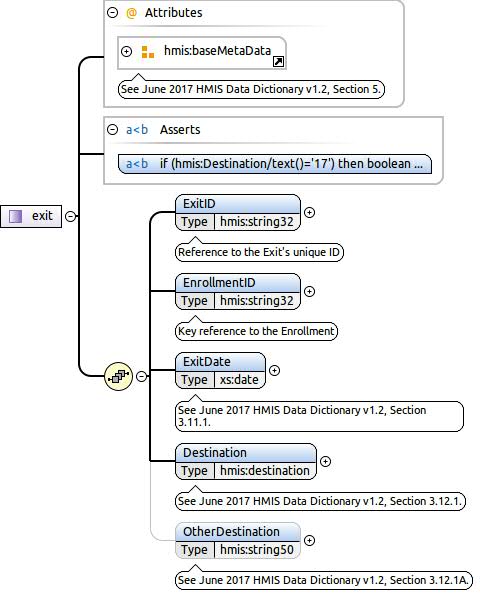 @ Attributes
hmis:baseMetaData
See June 2017 HMIS Data Dictionary v1.2, Section 5.
a<b Asserts
a<b if (hmis:Destination/text()='17') then boolean ...
exit
ExitID
Type hmis:string32
Reference to the Exit's unique ID
EnrollmentID
Type hmis:string32
Key reference to the Enrollment
ExitDate
Type xs:date
See June 2017 HMIS Data Dictionary v1.2, Section
3.11.1.
Destination
Type hmis:destination
See June 2017 HMIS Data Dictionary v1.2, Section 3.12.1.
OtherDestination
Type hmis:string50
See June 2017 HMIS Data Dictionary v1.2, Section 3.12.1A.